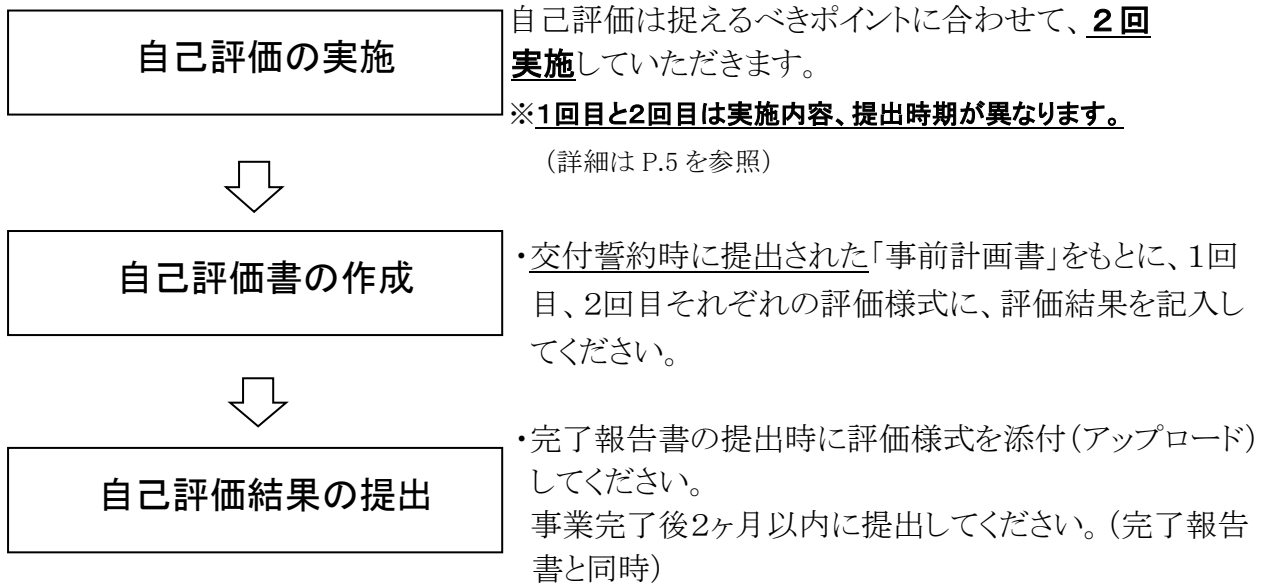 自己評価の実施
自己評価は捉えるべきポイントに合わせて、２回
実施していただきます。
※１回目と２回目は実施内容、提出時期が異なります。
（詳細は P.5 を参照）
自己評価書の作成
・交付誓約時に提出された「事前計画書」をもとに、１回
目、２回目それぞれの評価様式に、評価結果を記入し
てください。
自己評価結果の提出
・完了報告書の提出時に評価様式を添付（アップロード）
してください。
事業完了後２ヶ月以内に提出してください。（完了報告
書と同時）